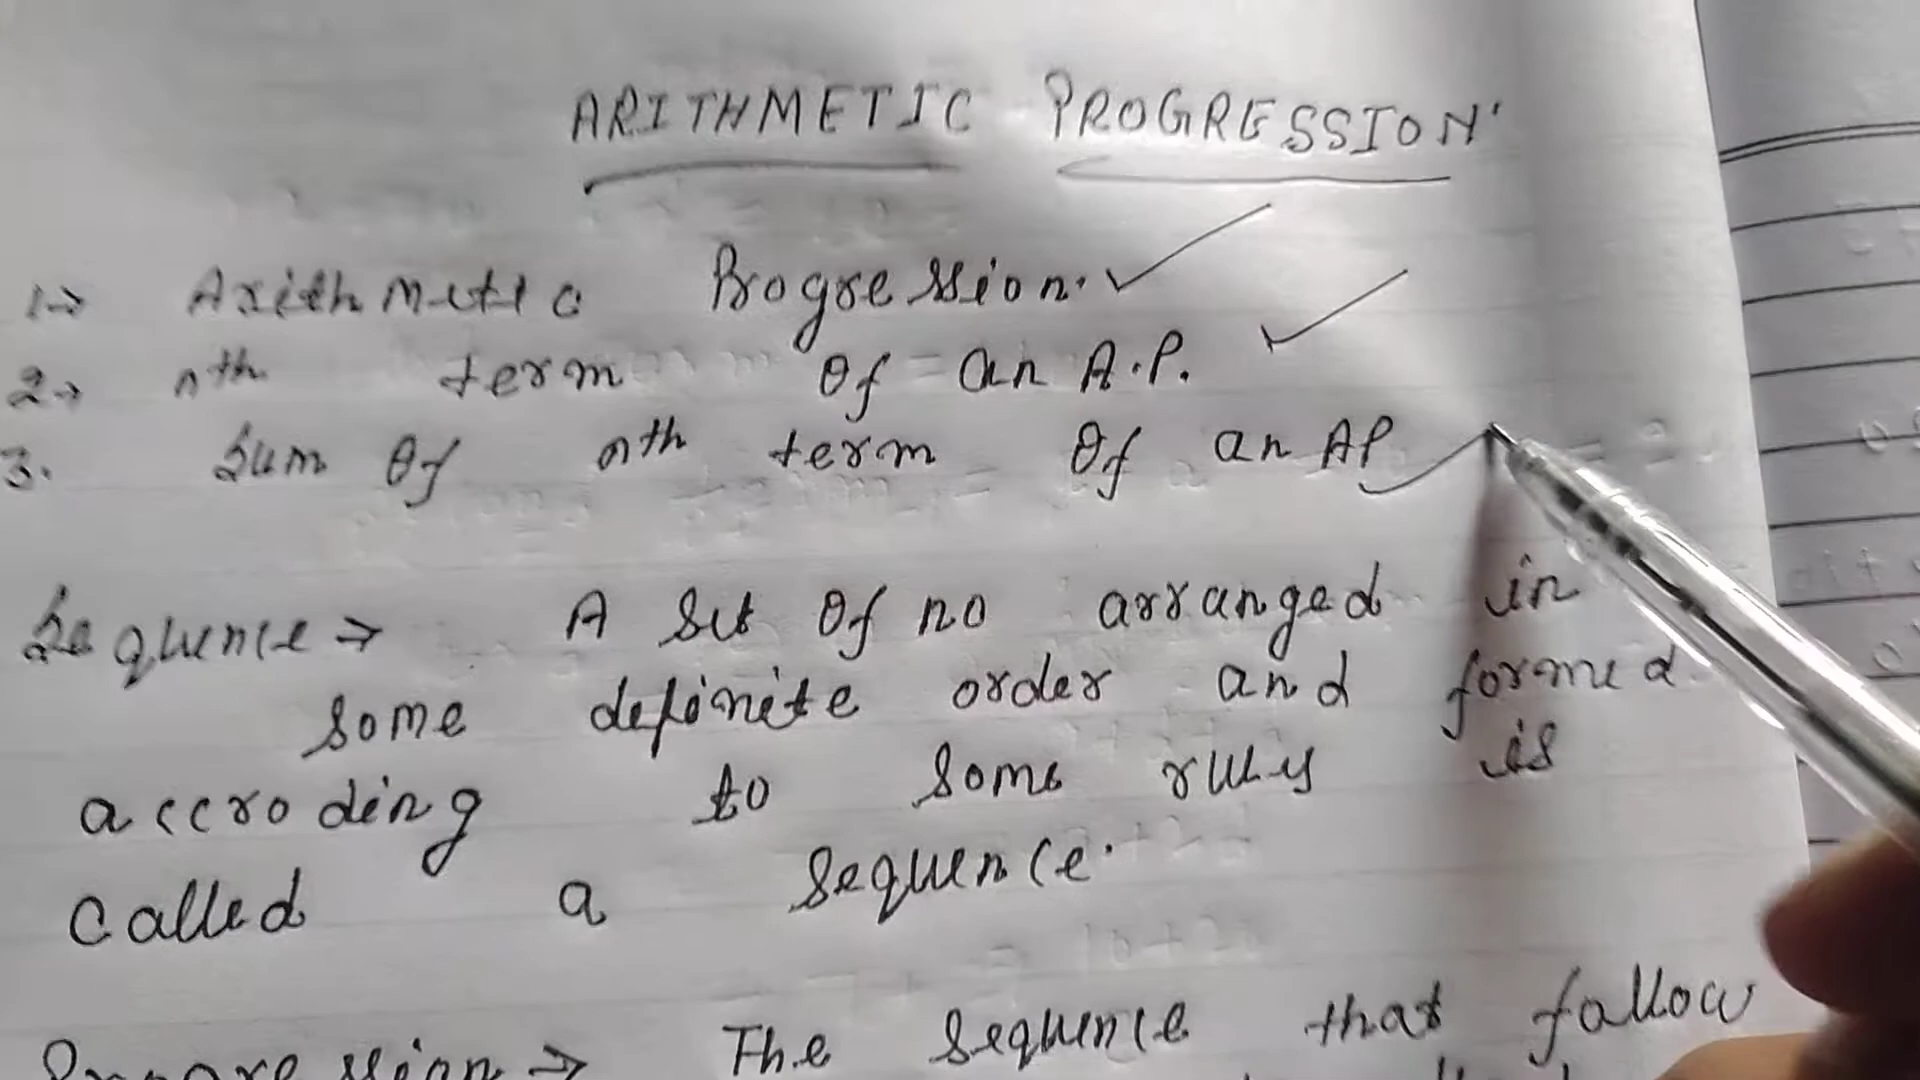 ARITHMETIC PROGRESSION
1→ Arithmetic Progression.
2→ nth term of an A.P.
3. Sum of nth term of an AP
Sequence ⇒ A set of no arranged in
some definite order and formed
accroding to some rules is
called a sequence.
Progression → The sequence that follow